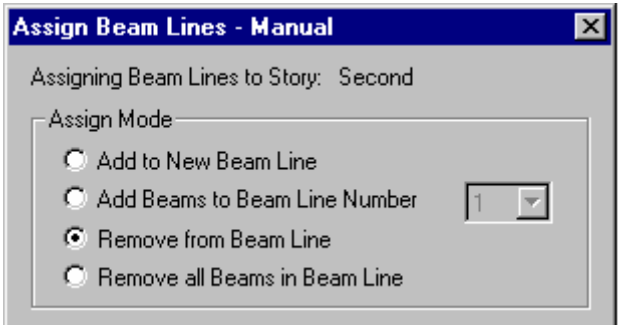 Assign Beam Lines - Manual
Assigning Beam Lines to Story: Second
Assign Mode
Add to New Beam Line
Add Beams to Beam Line Number 1
Remove from Beam Line
Remove all Beams in Beam Line